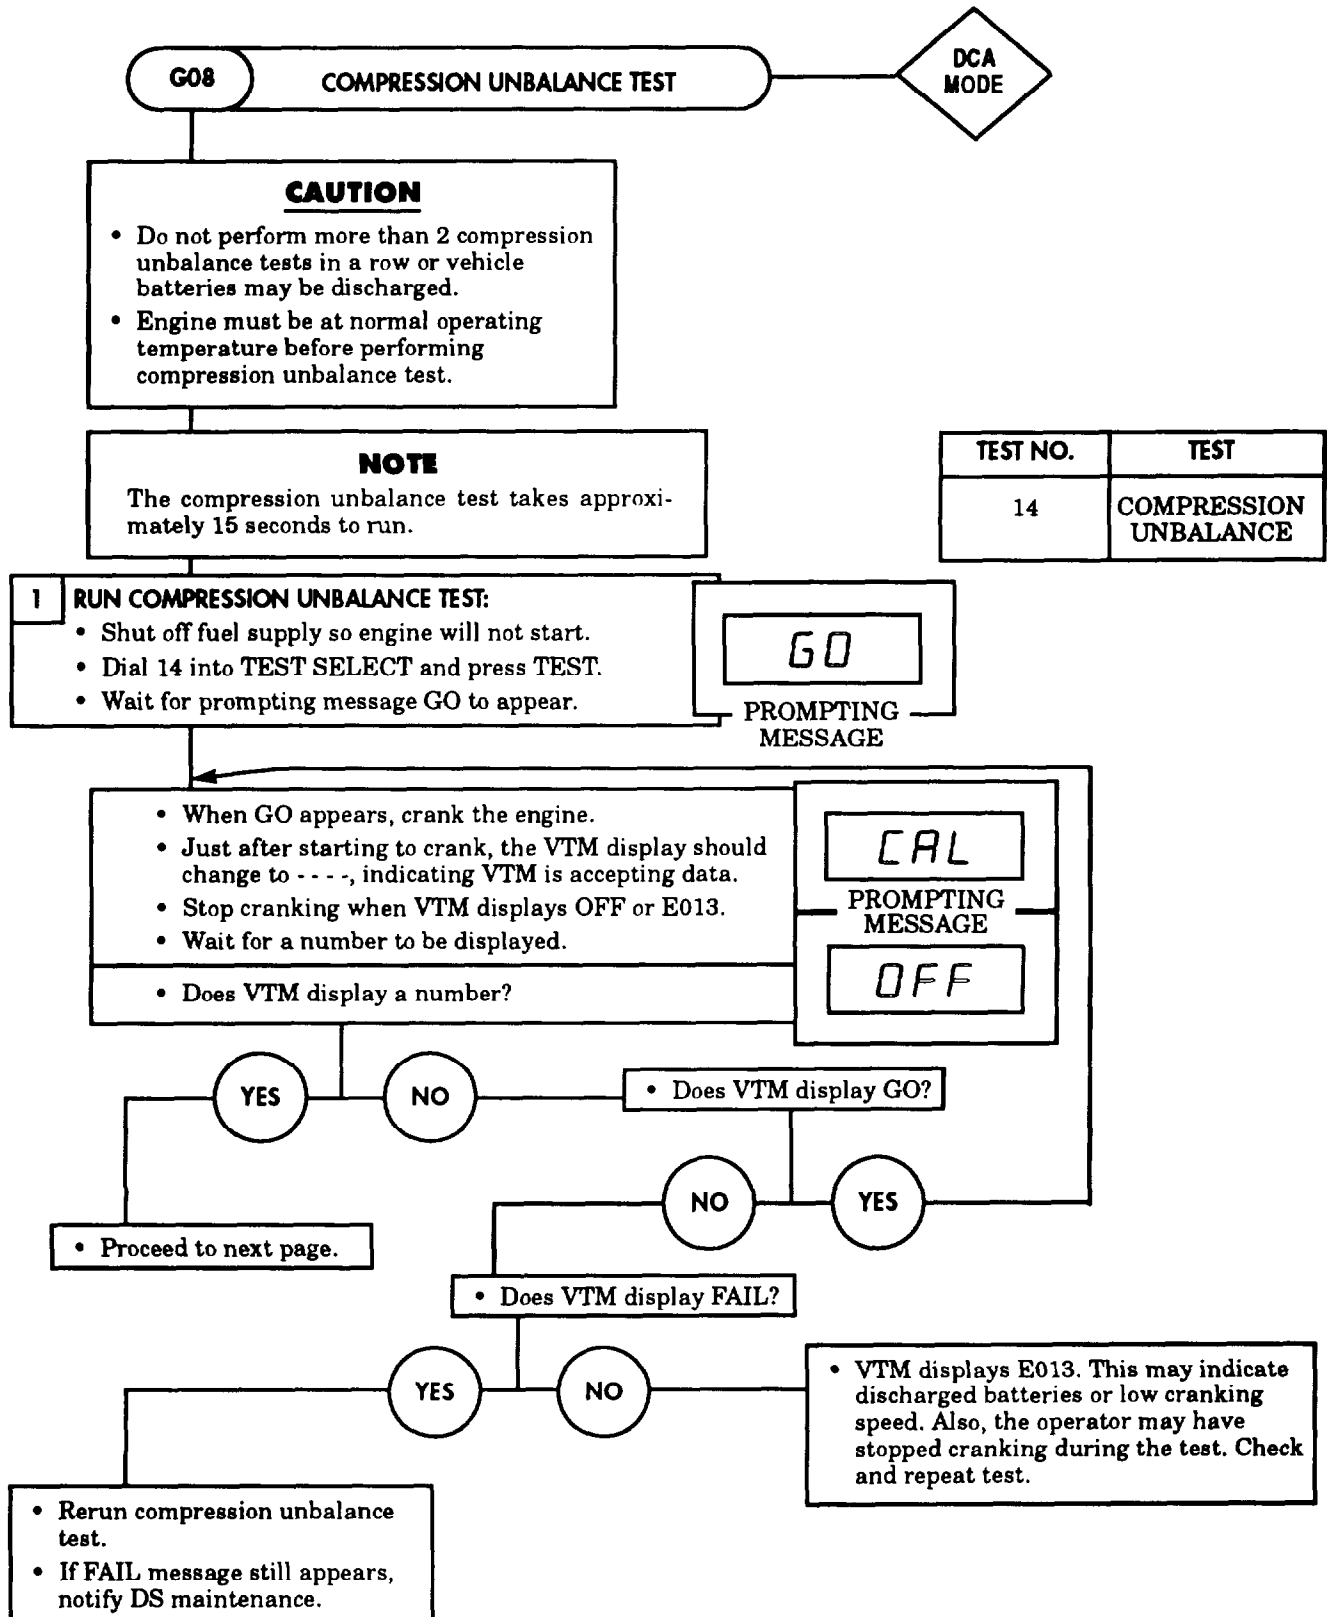 G08
COMPRESSION UNBALANCE TEST
DCA
MODE
CAUTION
• Do not perform more than 2 compression
unbalance tests in a row or vehicle
batteries may be discharged.
• Engine must be at normal operating
temperature before performing
compression unbalance test.
NOTE
The compression unbalance test takes approxi-
mately 15 seconds to run.
TEST NO. TEST
14 COMPRESSION
UNBALANCE
1 RUN COMPRESSION UNBALANCE TEST:
• Shut off fuel supply so engine will not start.
• Dial 14 into TEST SELECT and press TEST.
• Wait for prompting message GO to appear.
GO
PROMPTING
MESSAGE
• When GO appears, crank the engine.
• Just after starting to crank, the VTM display should
change to - - - -, indicating VTM is accepting data.
• Stop cranking when VTM displays OFF or E013.
• Wait for a number to be displayed.
• Does VTM display a number?
CAL
PROMPTING
MESSAGE
OFF
YES
NO
• Does VTM display GO?
NO
YES
• Proceed to next page.
• Does VTM display FAIL?
YES
NO
• VTM displays E013. This may indicate
discharged batteries or low cranking
speed. Also, the operator may have
stopped cranking during the test. Check
and repeat test.
• Rerun compression unbalance
test.
• If FAIL message still appears,
notify DS maintenance.